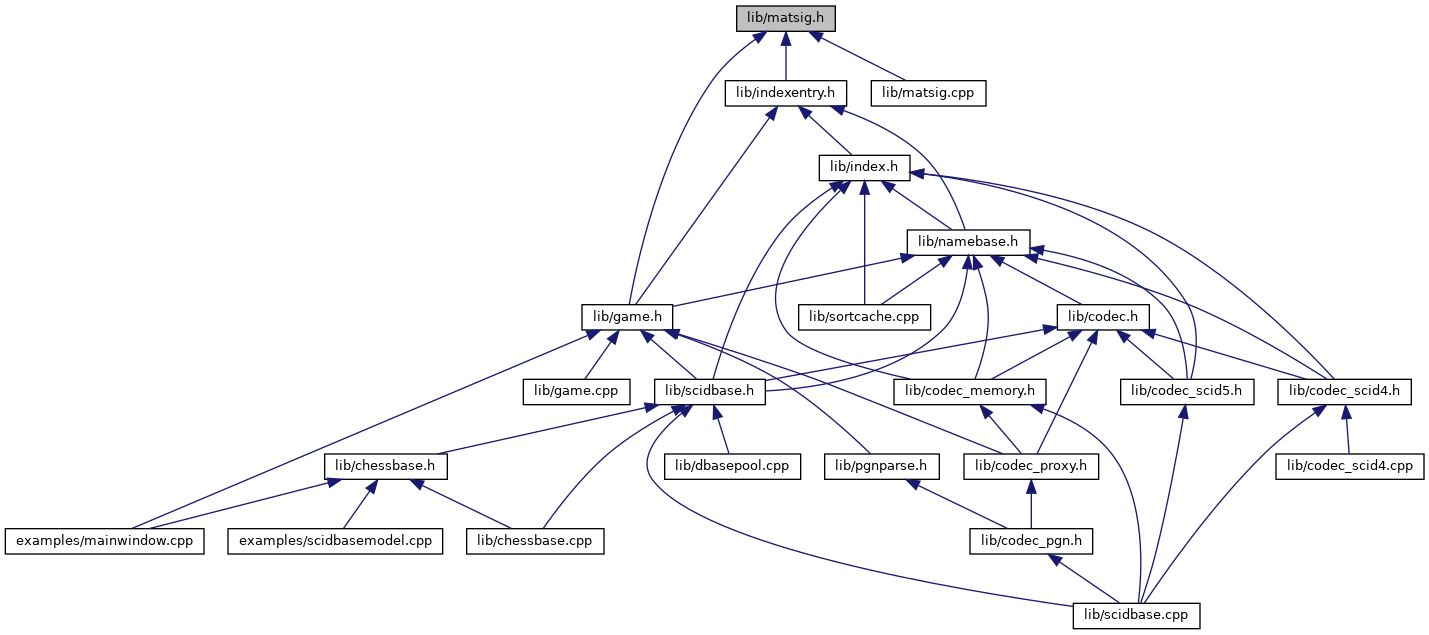 lib/matsig.h
lib/indexentry.h
lib/matsig.cpp
lib/index.h
lib/namebase.h
lib/game.h
lib/sortcache.cpp
lib/codec.h
lib/game.cpp
lib/scidbase.h
lib/codec_memory.h
lib/codec_scid5.h
lib/codec_scid4.h
lib/chessbase.h
lib/dbasepool.cpp
lib/pgnparse.h
lib/codec_proxy.h
lib/codec_scid4.cpp
examples/mainwindow.cpp
examples/scidbasemodel.cpp
lib/chessbase.cpp
lib/codec_pgn.h
lib/scidbase.cpp